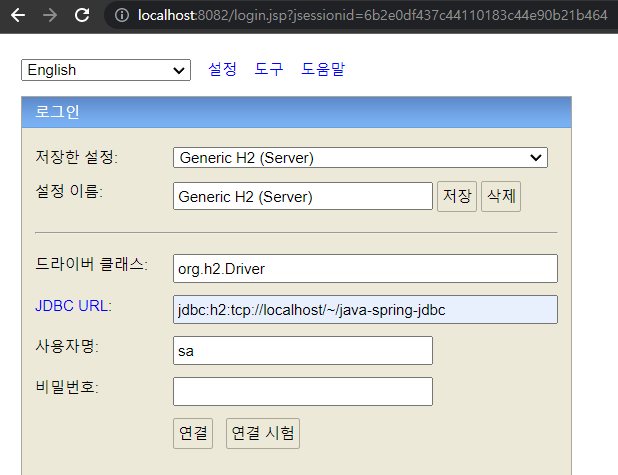 localhost:8082/login.jsp?jsessionid=6b2e0df437c44110183c44e90b21b464
English 설정 도구 도움말
로그인
저장한 설정: Generic H2 (Server)
설정 이름: Generic H2 (Server) 저장 삭제
드라이버 클래스: org.h2.Driver
JDBC URL: jdbc:h2:tcp://localhost/~/java-spring-jdbc
사용자명: sa
비밀번호:
연결 연결 시험